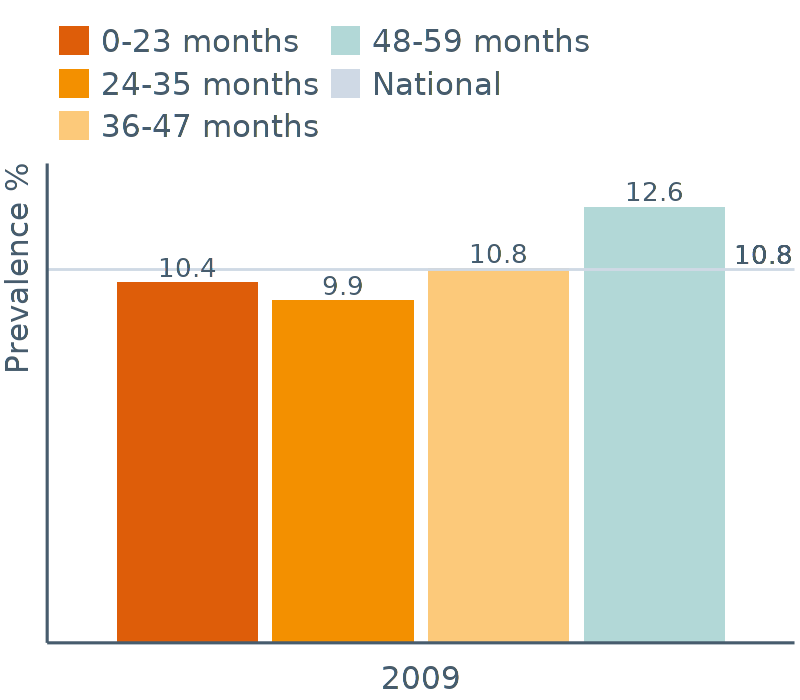 0-23 months
24-35 months
36-47 months
48-59 months
National
Prevalence %
10.4
9.9
10.8
12.6
10.8
2009